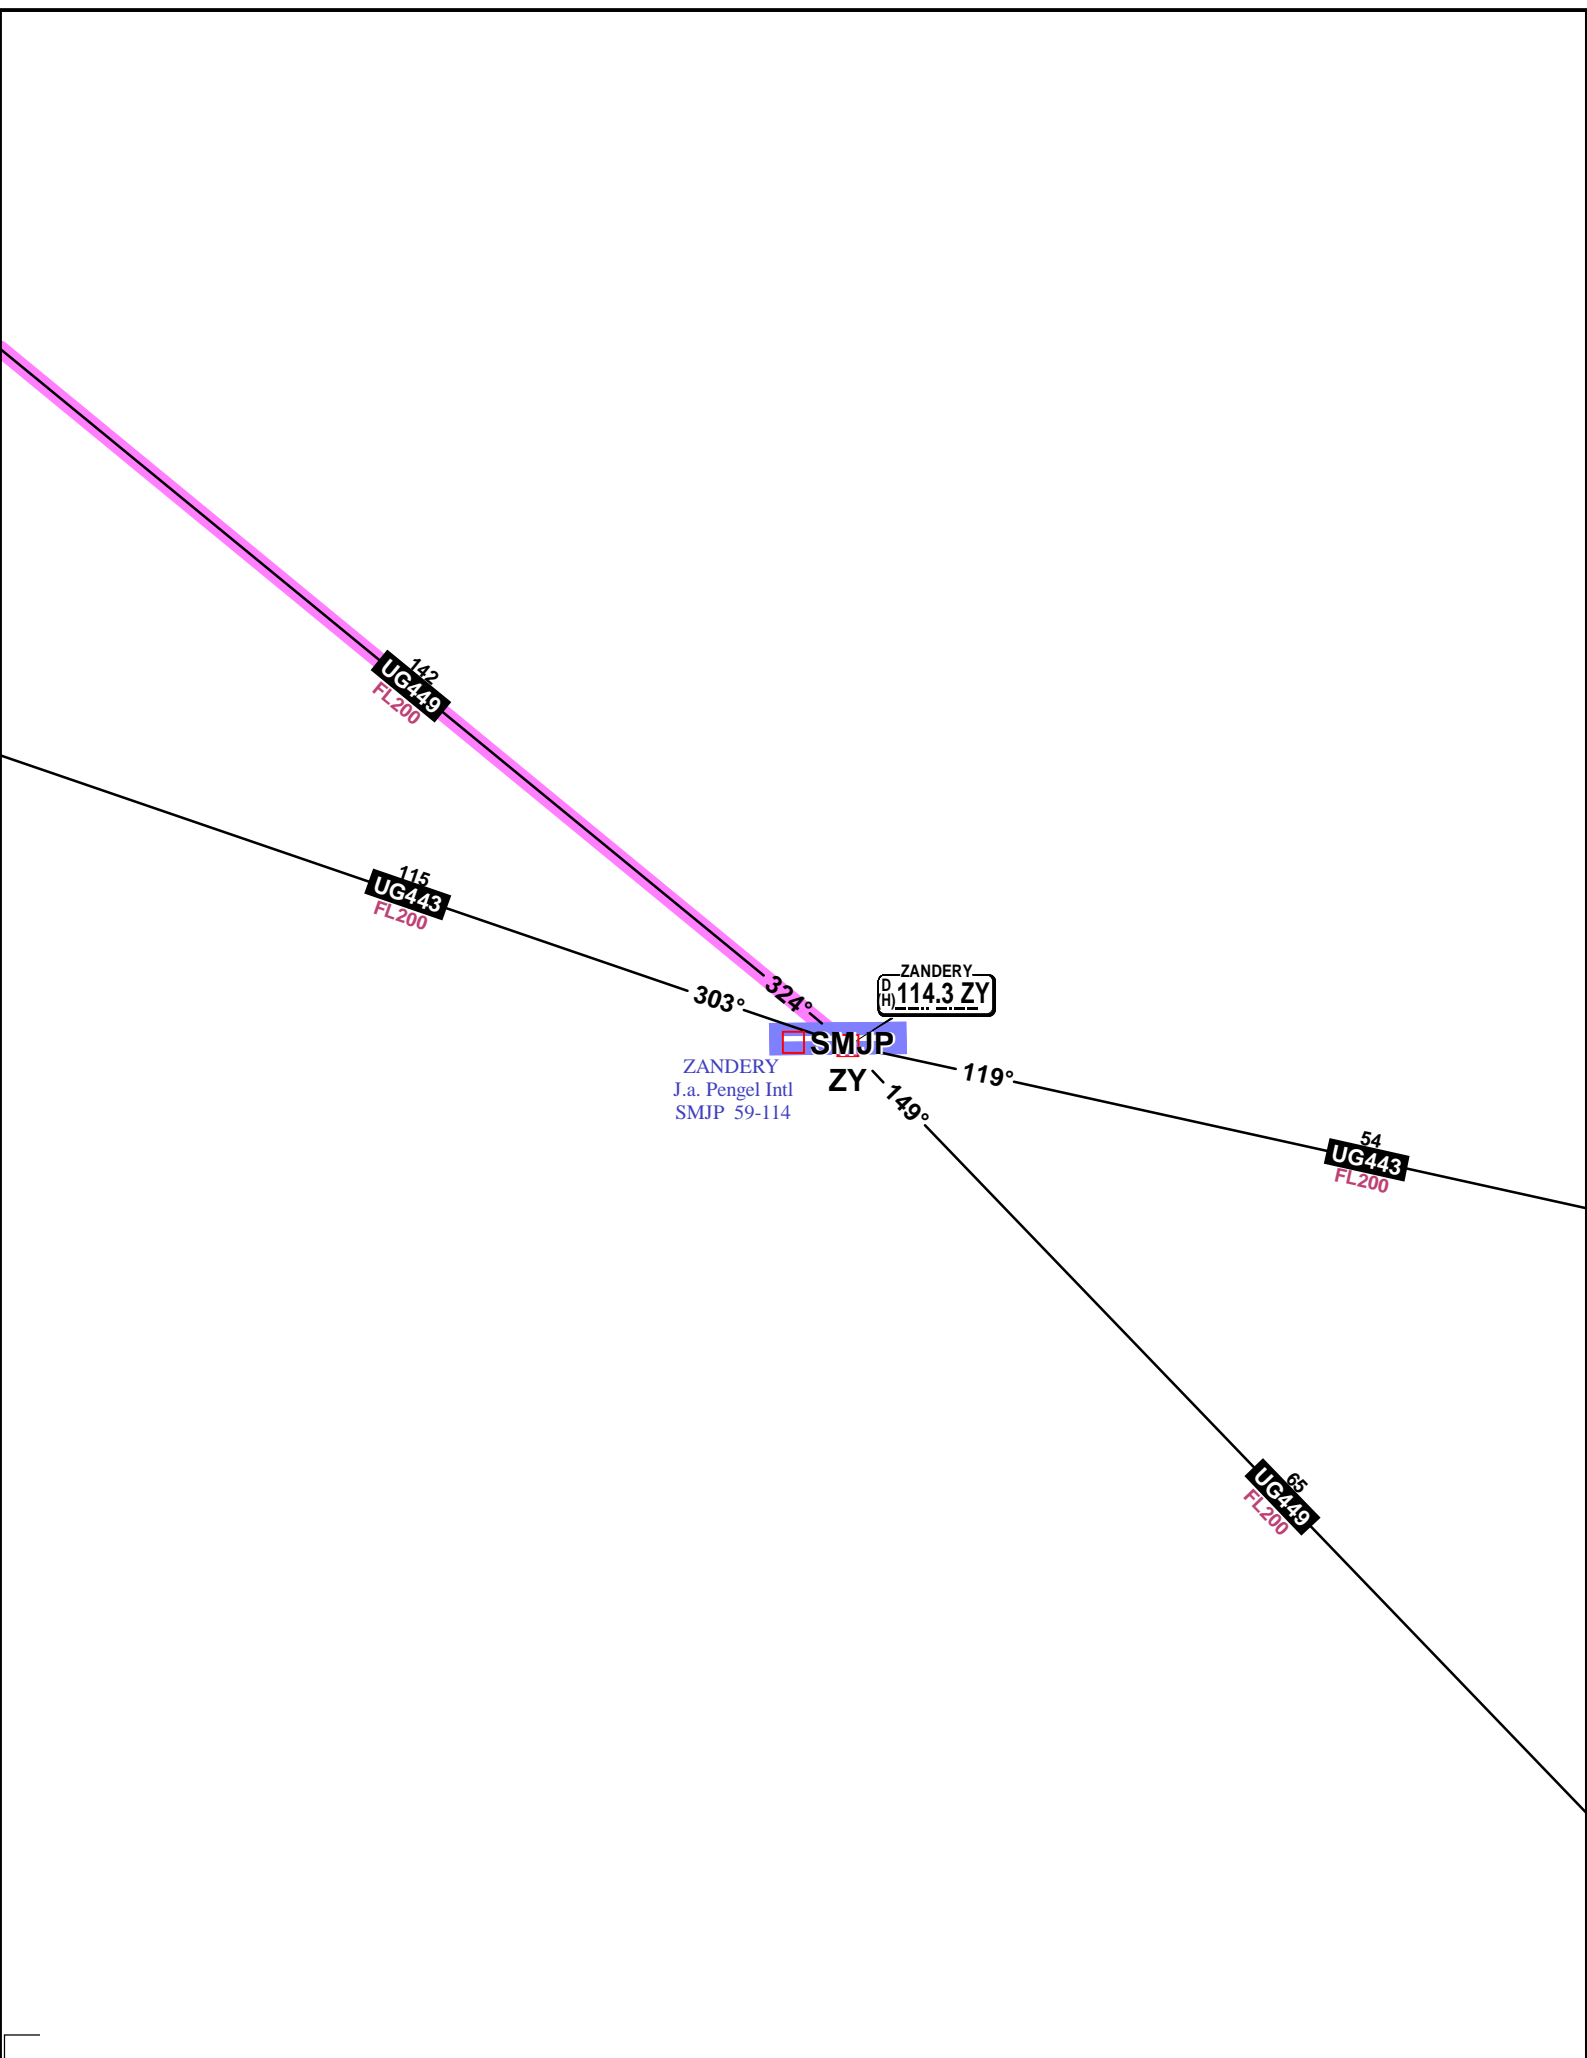 142
UG449
FL200
115
UG443
FL200
303°
324°
ZANDERY
D
(H)
114.3 ZY
SMJP
ZY
ZANDERY
J.a. Pengel Intl
SMJP 59-114
119°
149°
54
UG443
FL200
65
UG449
FL200